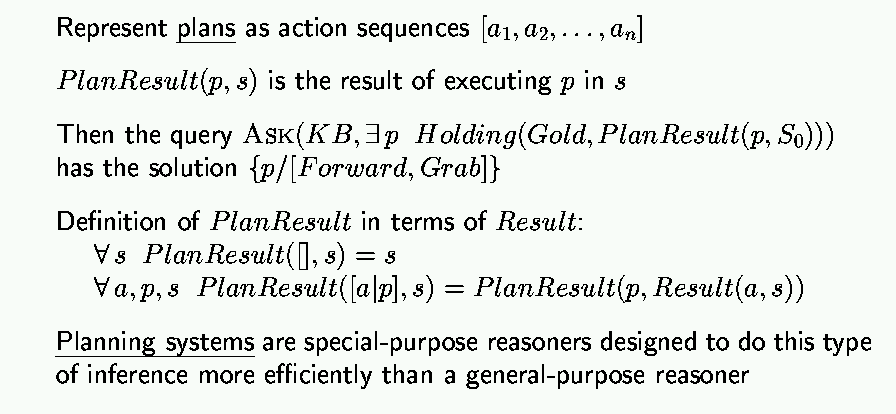 Represent plans as action sequences [a₁, a₂, . . . , aₙ]
PlanResult(p, s) is the result of executing p in s
Then the query ASK(KB, ∃ p Holding(Gold, PlanResult(p, S₀)))
has the solution {p/[Forward, Grab]}
Definition of PlanResult in terms of Result:
∀ s PlanResult([], s) = s
∀ a, p, s PlanResult([a|p], s) = PlanResult(p, Result(a, s))
Planning systems are special-purpose reasoners designed to do this type
of inference more efficiently than a general-purpose reasoner